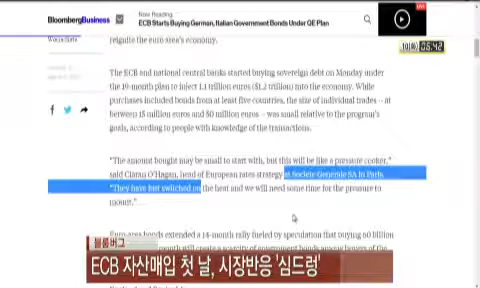 BloombergBusiness
Now Reading
ECB Starts Buying German, Italian Government Bonds Under QE Plan
LIVE
06:42
reignite the euro-area's economy.
The ECB and national central banks started buying sovereign debt on Monday under
the 19-month plan to inject 1.1 trillion euros ($1.2 trillion) into the economy. While
purchases included bonds from at least five countries, the size of individual trades -- at
between 15 million euros and 50 million euros -- was small relative to the program's
goals, according to people with knowledge of the transactions.
"The amount bought may be small to start with, but this will be like a pressure cooker,"
said Ciaran O'Hagan, head of European rates strategy at Societe Generale SA in Paris.
"They have just switched on the heat and we will need some time for the pressure to
mount."
Euro-area bonds extended a 14-month rally fueled by speculation that buying 60 billion
month will create a scarcity of government bonds
블룸버그
ECB 자산매입 첫 날, 시장반응 '심드렁'